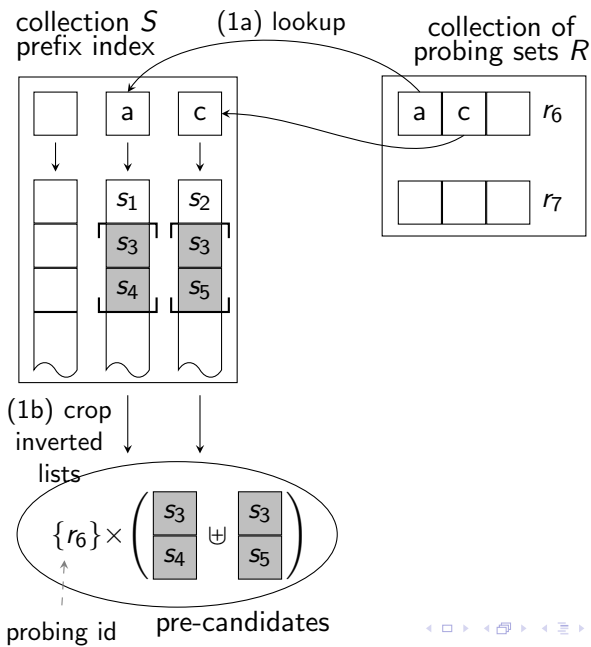 collection S
prefix index
(1a) lookup
collection of
probing sets R
a
c
a
c
r6
s1
s2
r7
s3
s3
s4
s5
(1b) crop
inverted
lists
{r6}× ( s3 s4 ⊎ s3 s5 )
probing id
pre-candidates